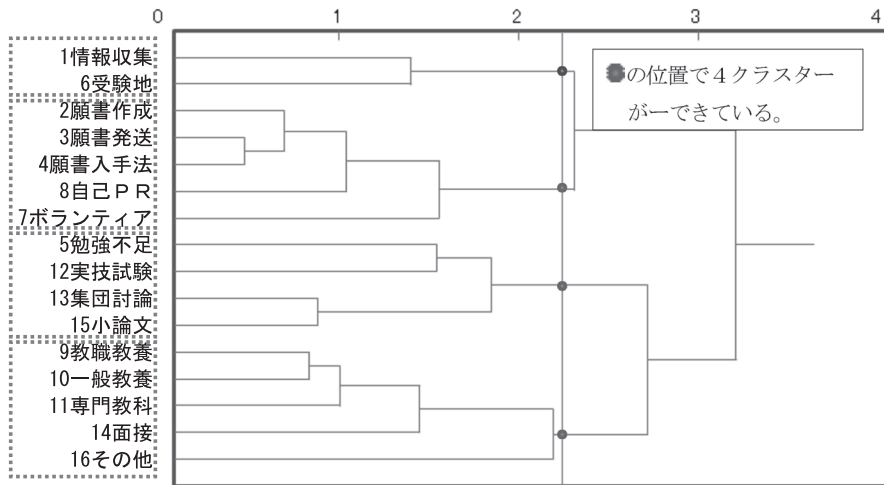 0 1 2 3 4
1情報収集
6受験地
2願書作成
3願書発送
4願書入手法
8自己PR
7ボランティア
5勉強不足
12実技試験
13集団討論
15小論文
9教職教養
10一般教養
11専門教科
14面接
16その他
●の位置で4クラスター
がーできている。